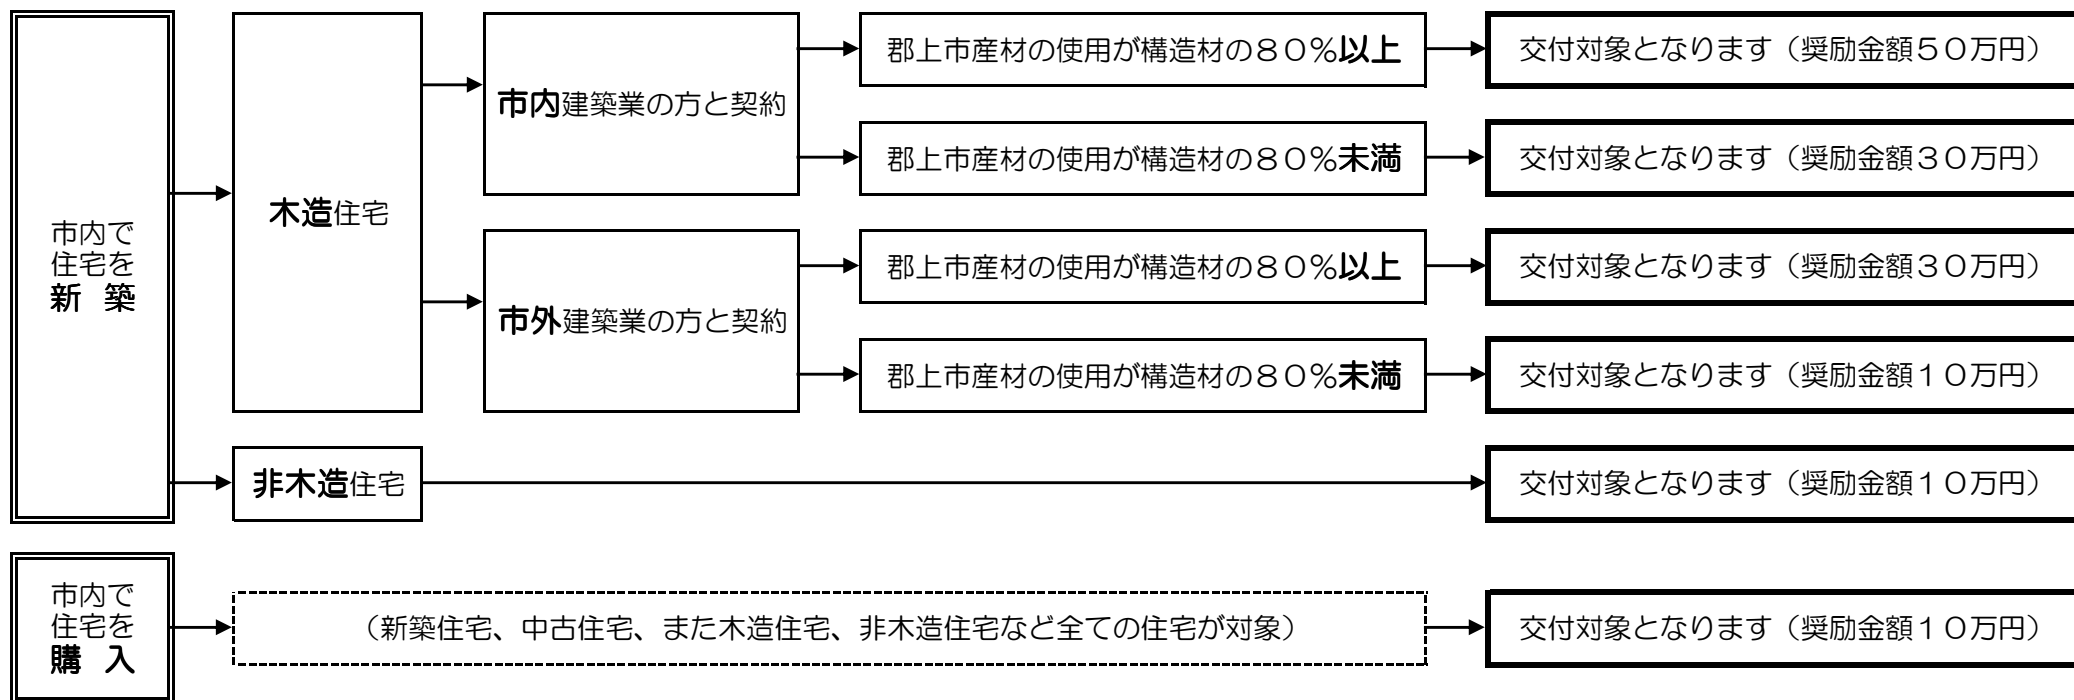 市内で
住宅を
新 築
木造住宅
市内建築業の方と契約
郡上市産材の使用が構造材の８０％以上
交付対象となります（奨励金額５０万円）
郡上市産材の使用が構造材の８０％未満
交付対象となります（奨励金額３０万円）
市外建築業の方と契約
郡上市産材の使用が構造材の８０％以上
交付対象となります（奨励金額３０万円）
郡上市産材の使用が構造材の８０％未満
交付対象となります（奨励金額１０万円）
非木造住宅
交付対象となります（奨励金額１０万円）
市内で
住宅を
購 入
（新築住宅、中古住宅、また木造住宅、非木造住宅など全ての住宅が対象）
交付対象となります（奨励金額１０万円）